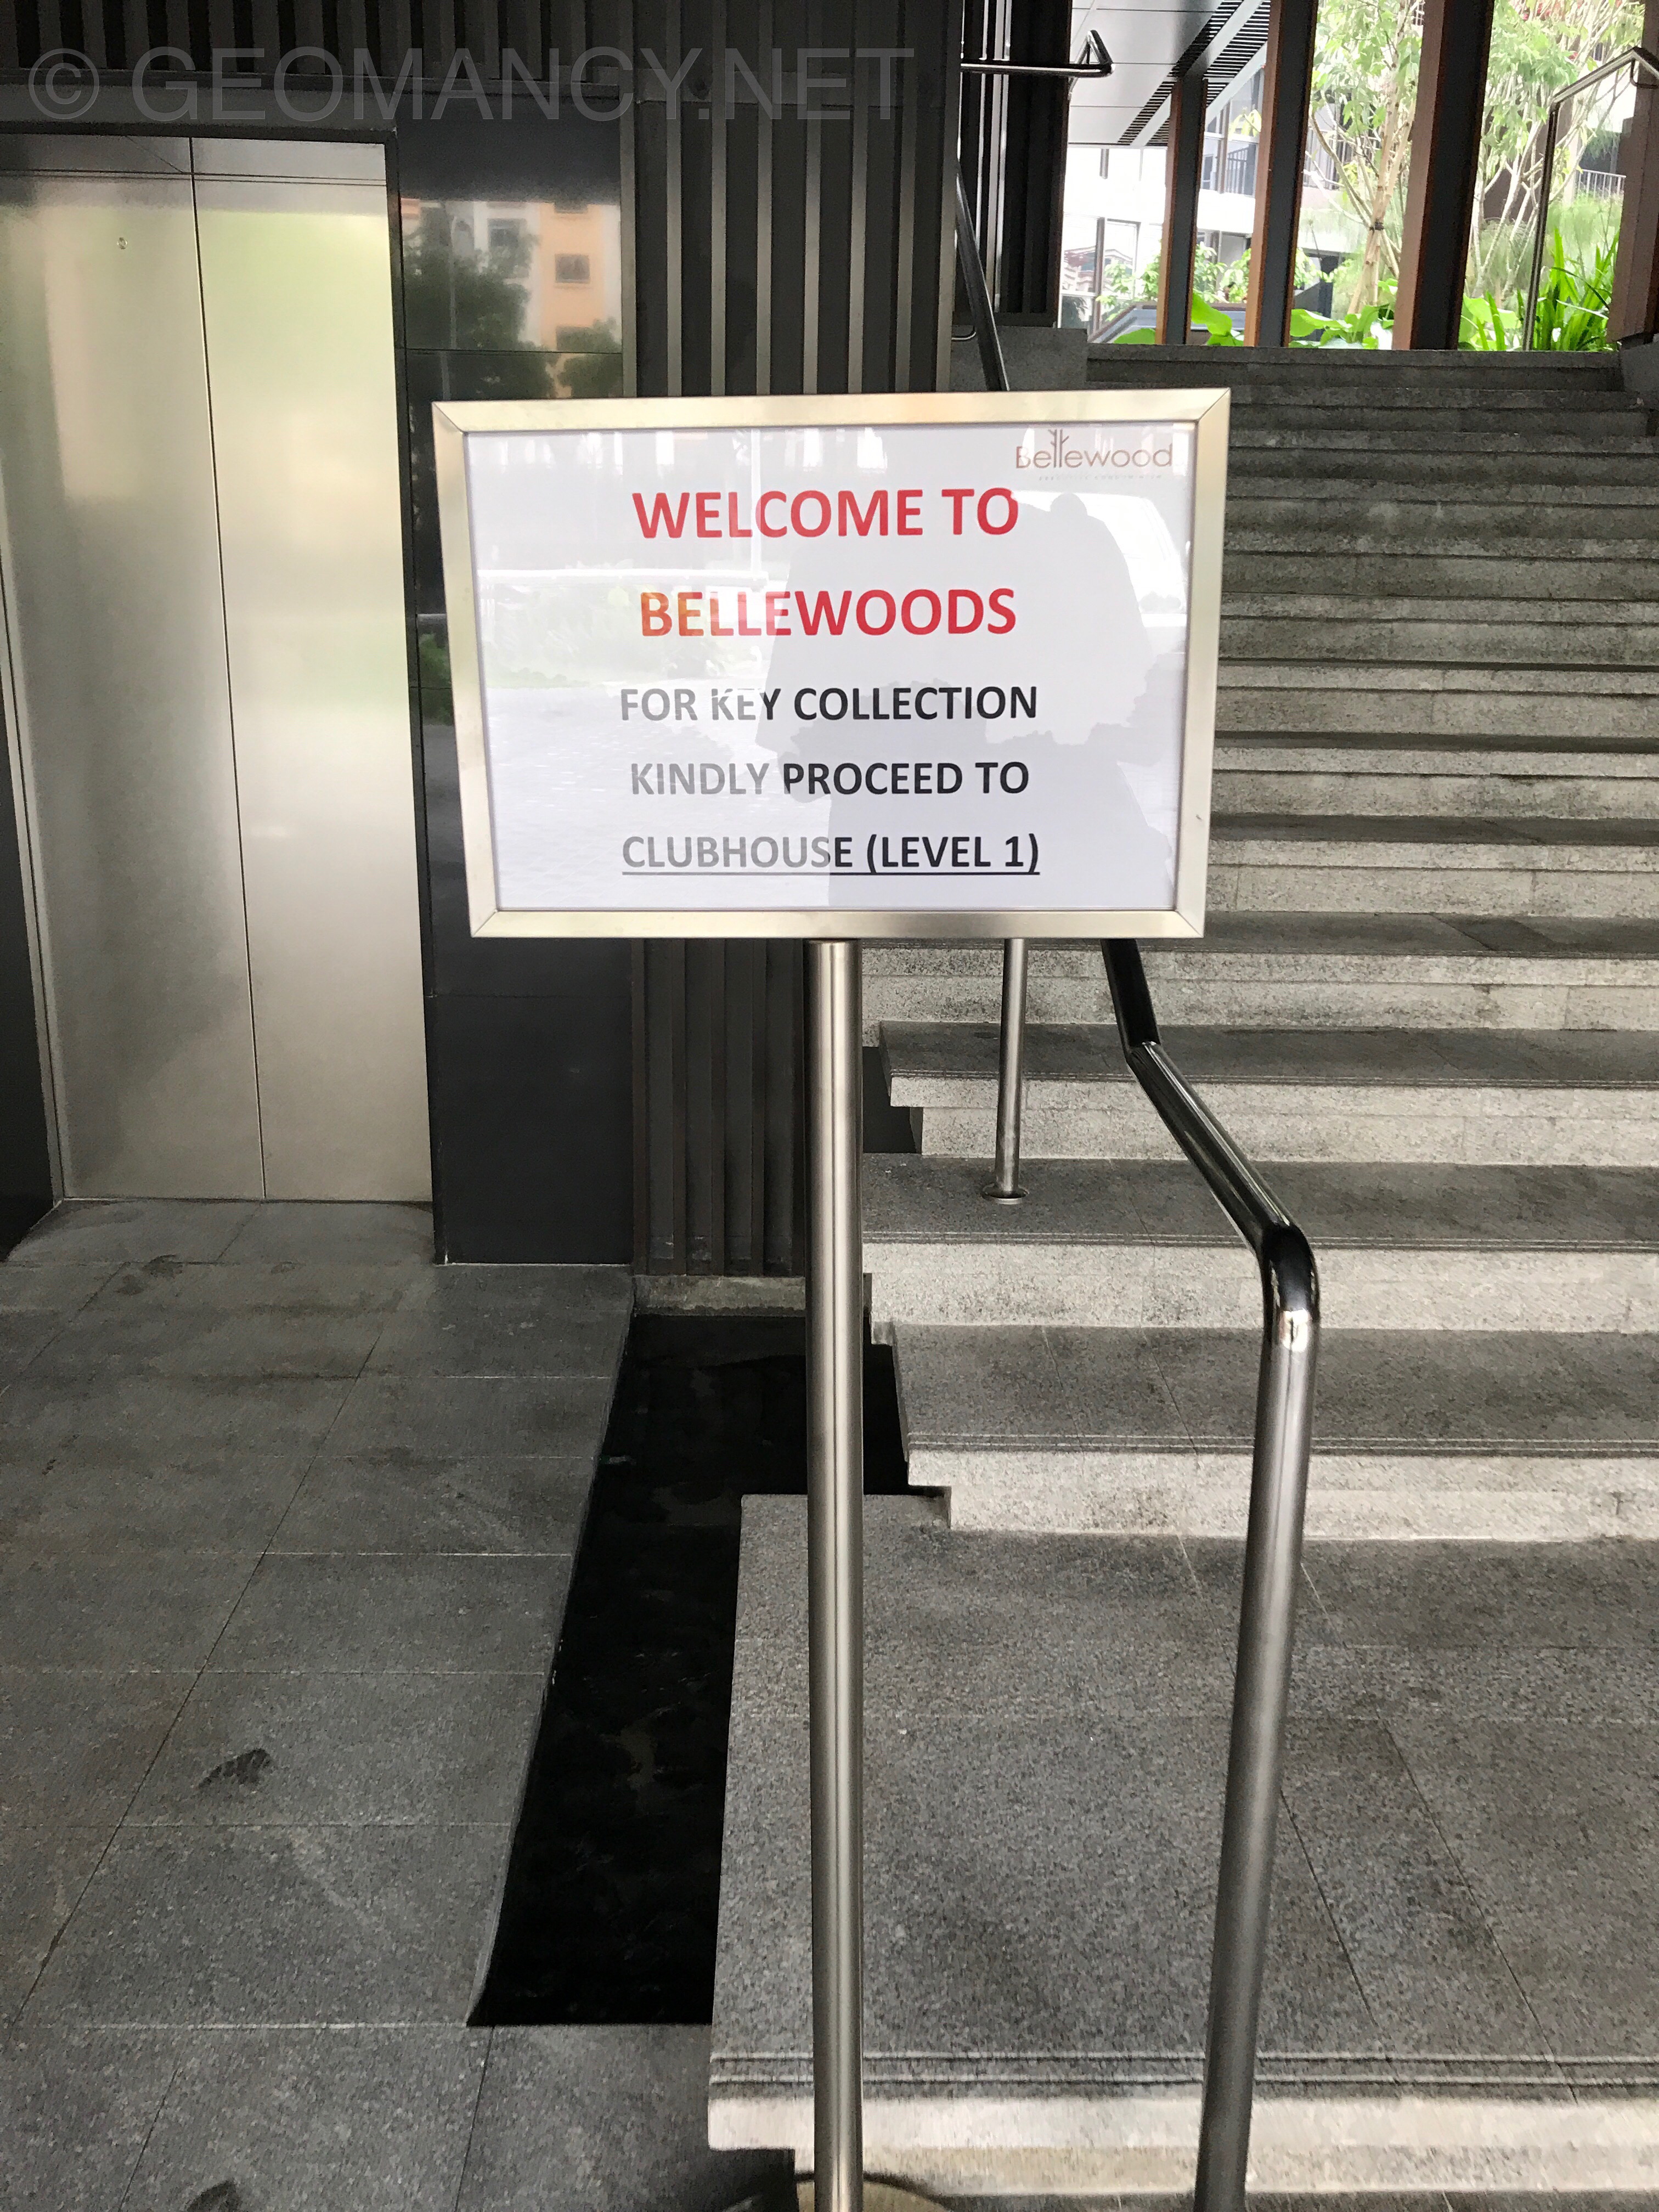 © GEOMANCY.NET
Bellewood
WELCOME TO
BELLEWOODS
FOR KEY COLLECTION
KINDLY PROCEED TO
CLUBHOUSE (LEVEL 1)